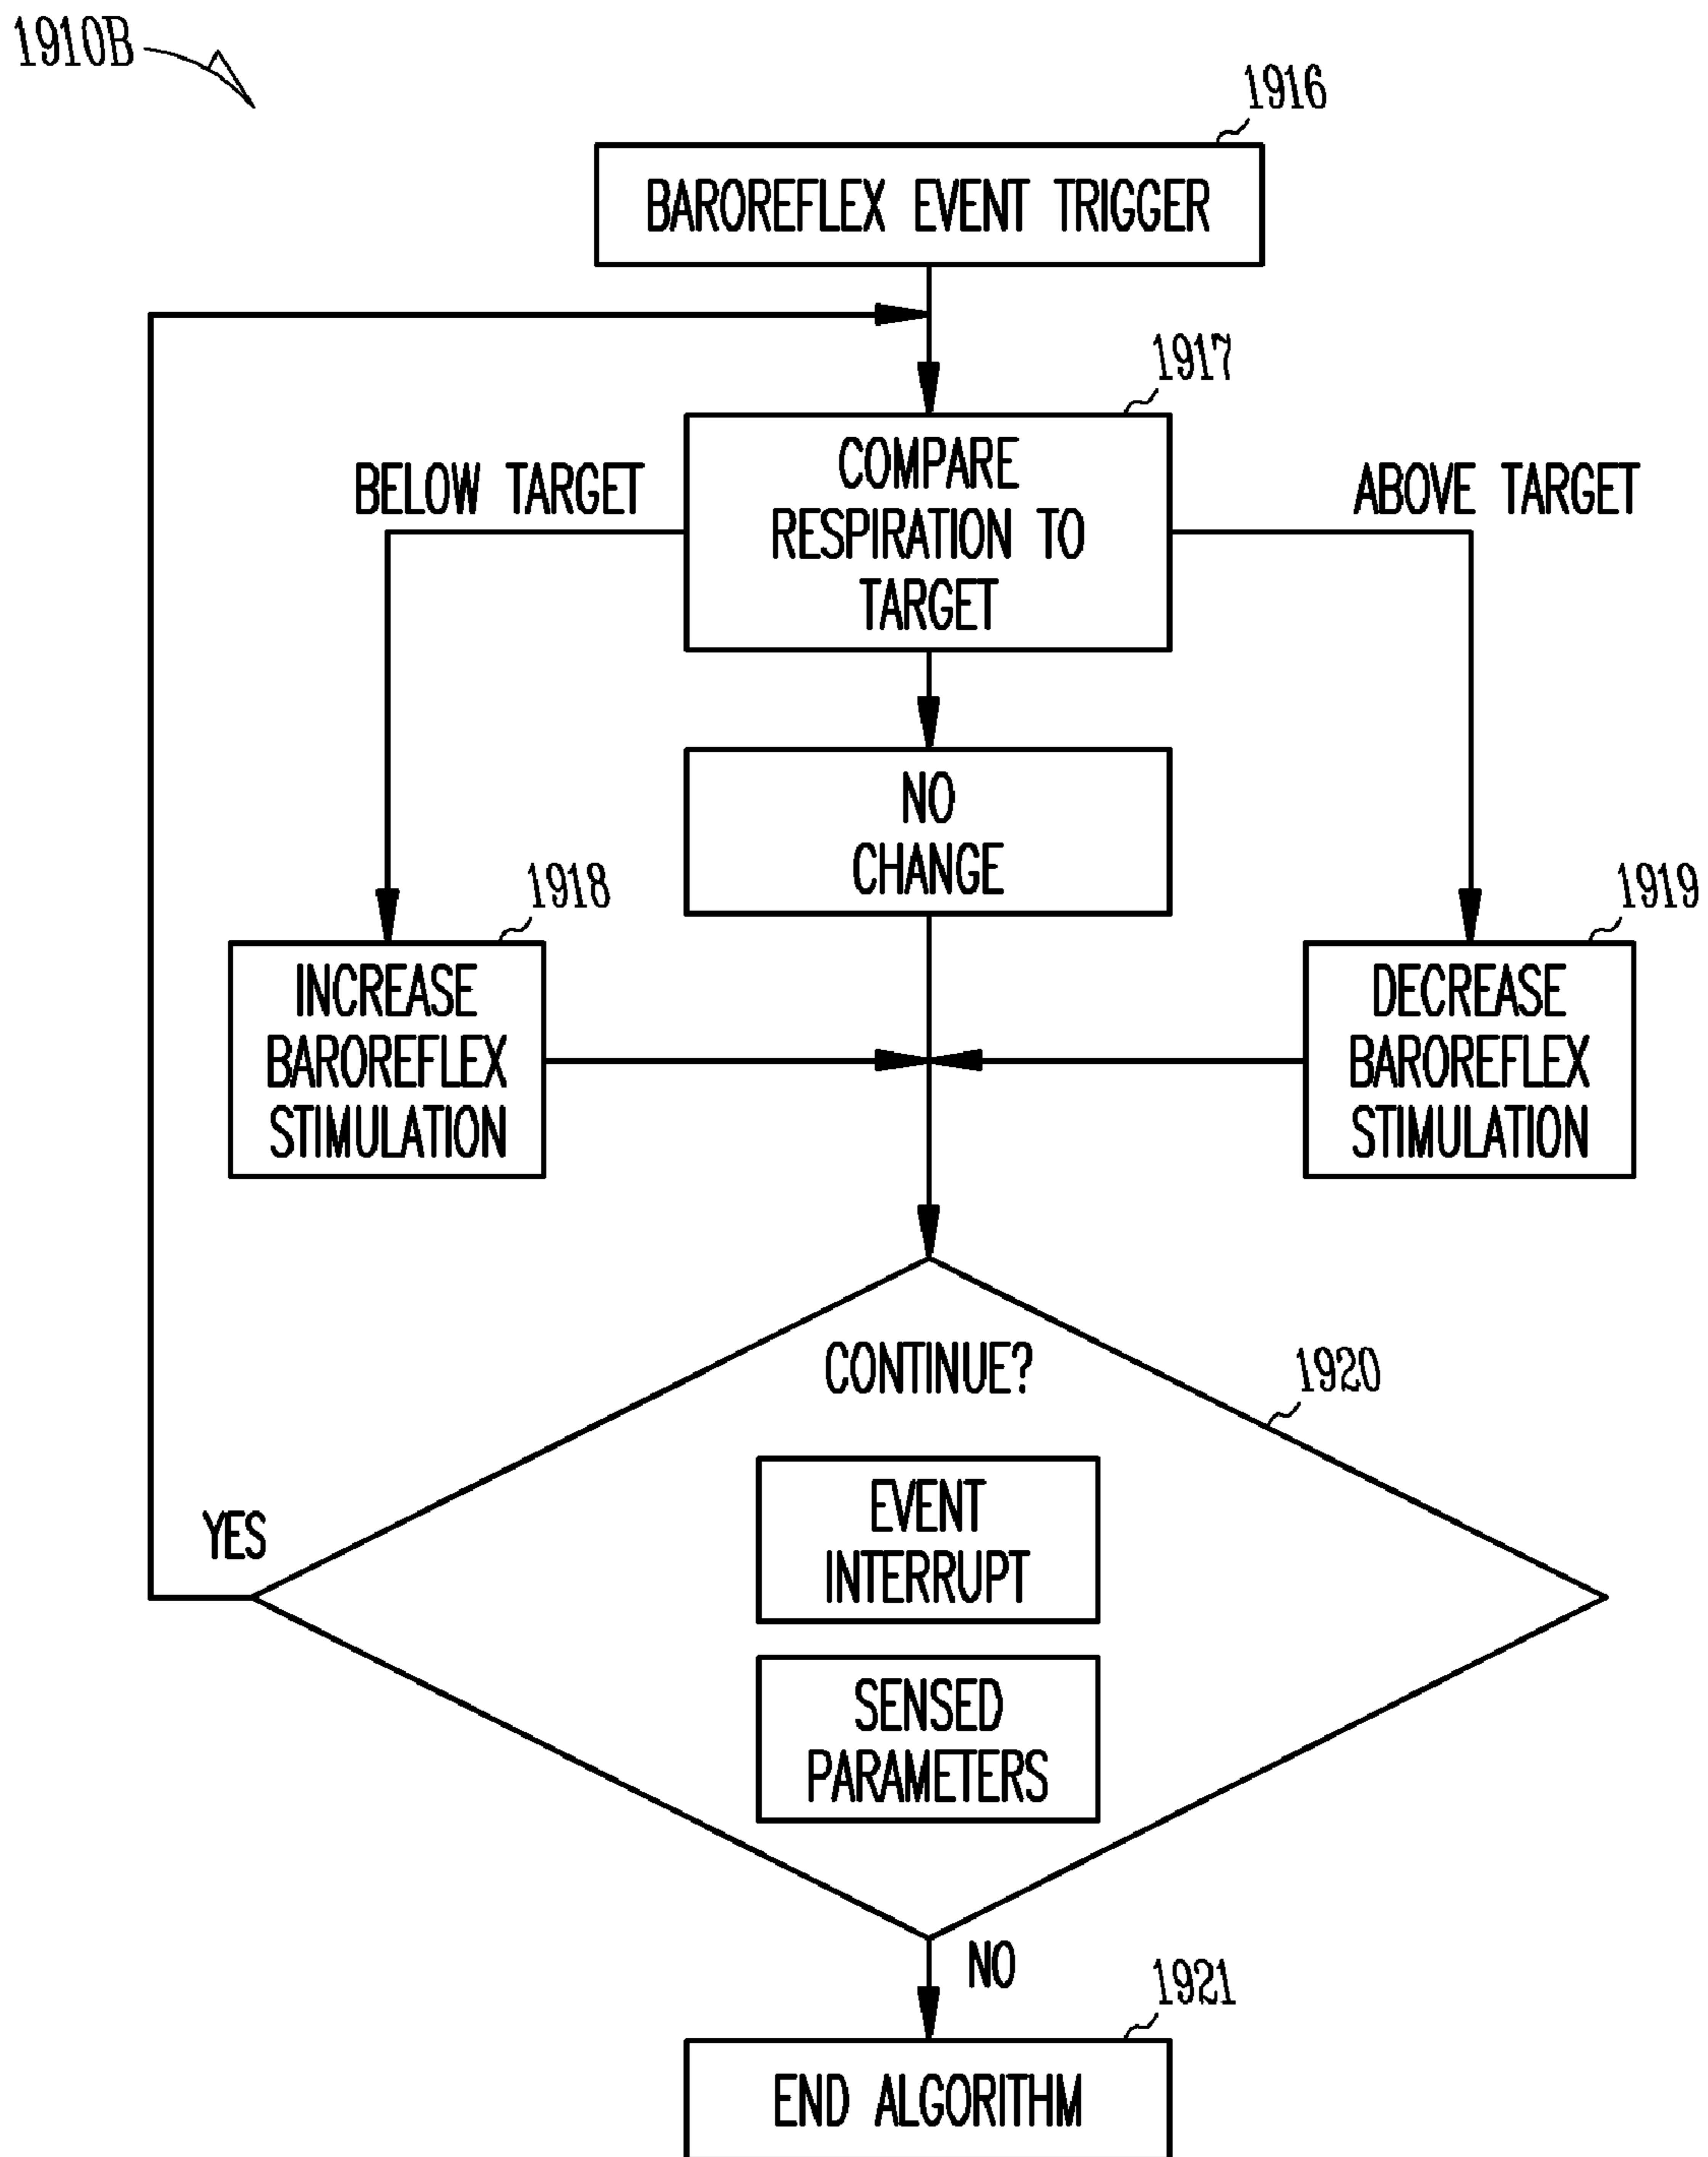 1910B
1916
BAROREFLEX EVENT TRIGGER
1917
COMPARE
RESPIRATION TO
TARGET
BELOW TARGET
ABOVE TARGET
NO
CHANGE
1918
INCREASE
BAROREFLEX
STIMULATION
1919
DECREASE
BAROREFLEX
STIMULATION
CONTINUE?
1920
EVENT
INTERRUPT
YES
SENSED
PARAMETERS
NO
1921
END ALGORITHM